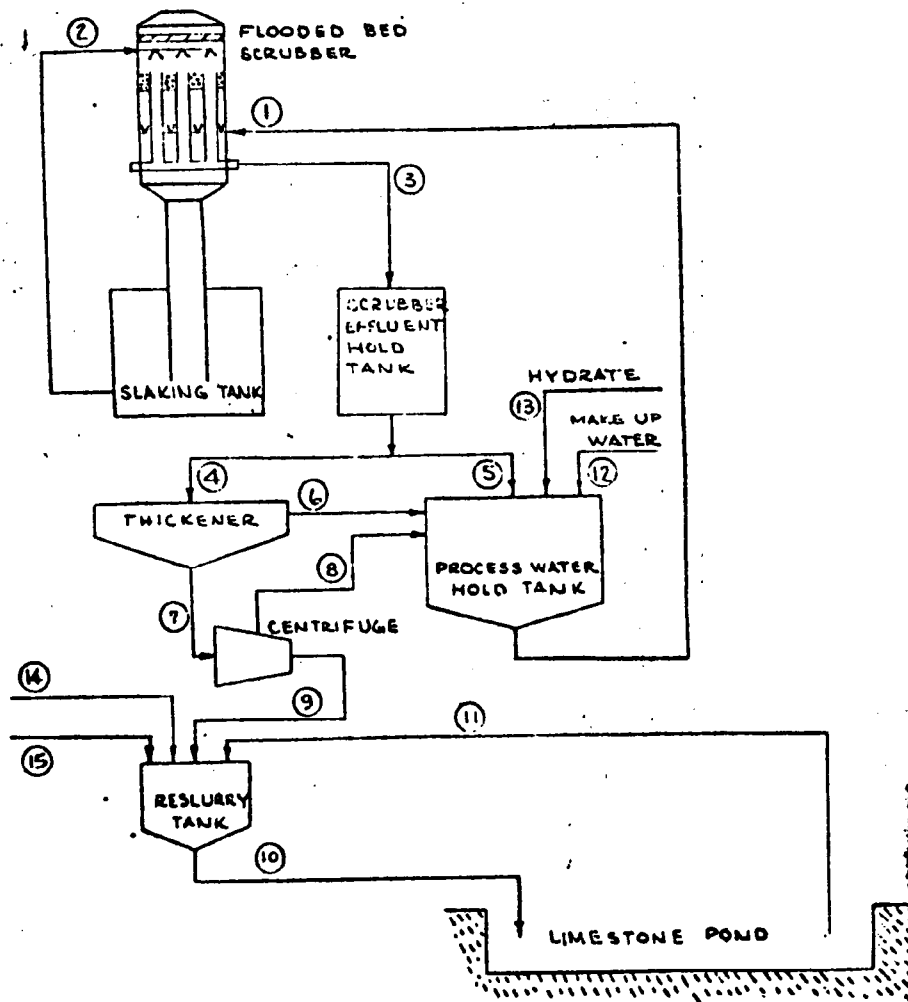 ②
FLOODED BED
SCRUBBER
①
③
SCRUBBER
EFFLUENT
HOLD
TANK
SLAKING TANK
HYDRATE
⑬
MAKE UP
WATER
⑫
④
⑥
⑤
THICKENER
⑧
PROCESS WATER
HOLD TANK
⑦
CENTRIFUGE
⑭
⑨
⑪
⑮
RESLURRY
TANK
⑩
LIMESTONE POND